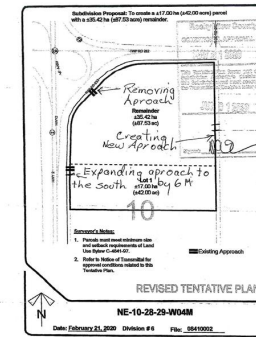 Subdivision Proposal: To create a ±17.00 ha (±42.00 ac) parcel
with a ±35.42 ha (±87.53 ac) remainder.
Removing
Aproach
Remainder
±35.42 ha
(±87.53 ac)
Creating
New Aproach
Expanding aproach to
the south by 6 M
Lot 1
±17.00 ha
(±42.00 ac)
10
Surveyor's Notes:
1. Parcels must meet minimum size
and setback requirements of Land
Use Bylaw C-4841-97.
2. Refer to Notice of Transmittal for
approval conditions related to this
Tentative Plan.
Existing Approach
REVISED TENTATIVE PLAN
N
NE-10-28-29-W04M
Date: February 21, 2020 Division # 6 File: 08410002